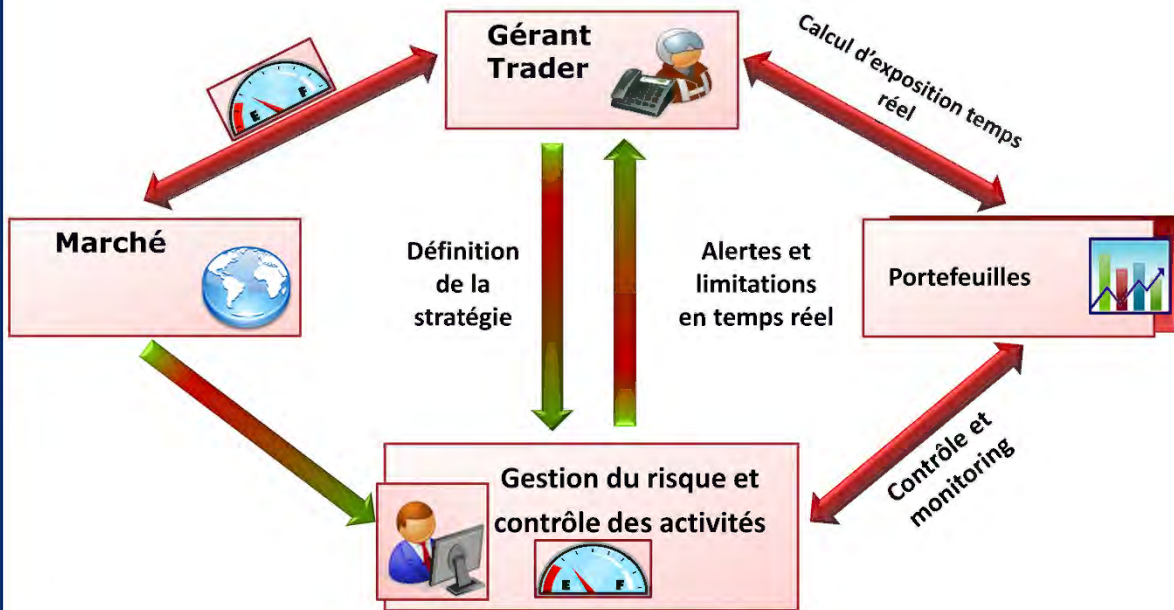 Gérant
Trader
Calcul d'exposition temps
réel
E F
Marché
Définition
de la
stratégie
Alertes et
limitations
en temps réel
Portefeuilles
Contrôle et
monitoring
Gestion du risque et
contrôle des activités
E F